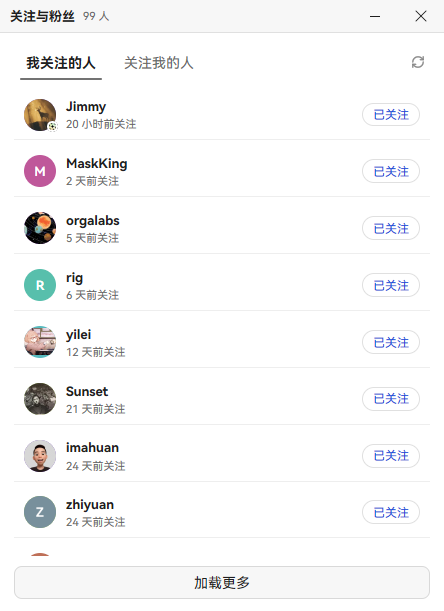 关注与粉丝 99 人
我关注的人 关注我的人
Jimmy
20 小时前关注
已关注
M
MaskKing
2 天前关注
已关注
orgalabs
5 天前关注
已关注
R
rig
6 天前关注
已关注
yilei
12 天前关注
已关注
Sunset
21 天前关注
已关注
imahuan
24 天前关注
已关注
Z
zhiyuan
24 天前关注
已关注
加载更多